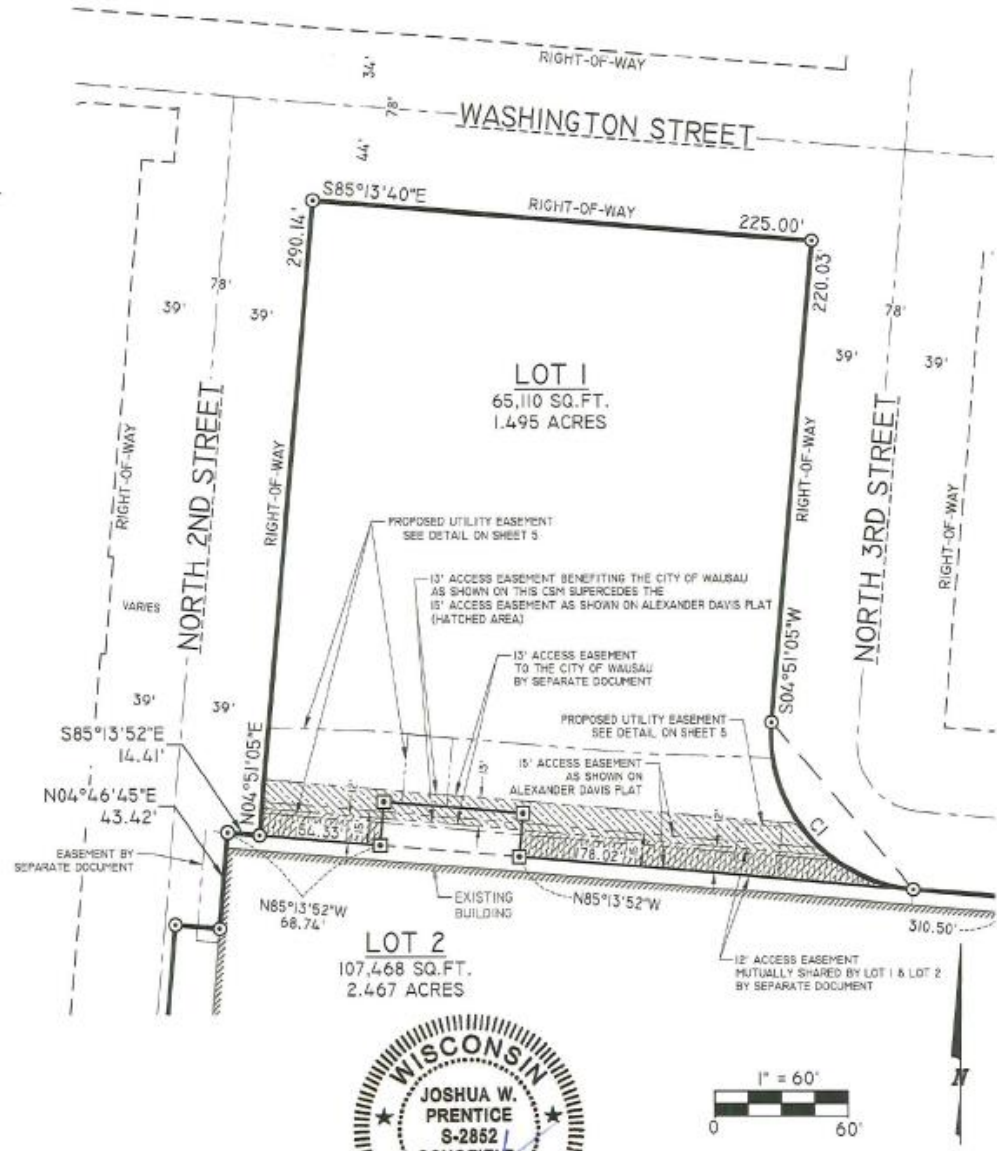 RIGHT-OF-WAY
34'
78'
44'
WASHINGTON STREET
S85°13'40"E
RIGHT-OF-WAY
225.00'
290.14'
220.03'
78'
39'
39'
78'
39'
39'
LOT 1
65,110 SQ.FT.
1.495 ACRES
RIGHT-OF-WAY
NORTH 2ND STREET
RIGHT-OF-WAY
RIGHT-OF-WAY
NORTH 3RD STREET
RIGHT-OF-WAY
PROPOSED UTILITY EASEMENT
SEE DETAIL ON SHEET 5
13' ACCESS EASEMENT BENEFITING THE CITY OF WAUSAU
AS SHOWN ON THIS CSM SUPERCEDES THE
15' ACCESS EASEMENT AS SHOWN ON ALEXANDER DAVIS PLAT
(HATCHED AREA)
VARIES
13' ACCESS EASEMENT
TO THE CITY OF WAUSAU
BY SEPARATE DOCUMENT
S04°51'05"W
39'
39'
PROPOSED UTILITY EASEMENT
SEE DETAIL ON SHEET 5
S85°13'52"E
14.41'
N04°51'05"E
15' ACCESS EASEMENT
AS SHOWN ON
ALEXANDER DAVIS PLAT
N04°46'45"E
43.42'
12'
15'
13'
12'
C1
54.33'
178.02'
EASEMENT BY
SEPARATE DOCUMENT
N85°13'52"W
68.74'
EXISTING
BUILDING
N85°13'52"W
310.50'
LOT 2
107,468 SQ.FT.
2.467 ACRES
12' ACCESS EASEMENT
MUTUALLY SHARED BY LOT 1 & LOT 2
BY SEPARATE DOCUMENT
WISCONSIN
JOSHUA W.
PRENTICE
S-2852
1" = 60'
0
60'
N